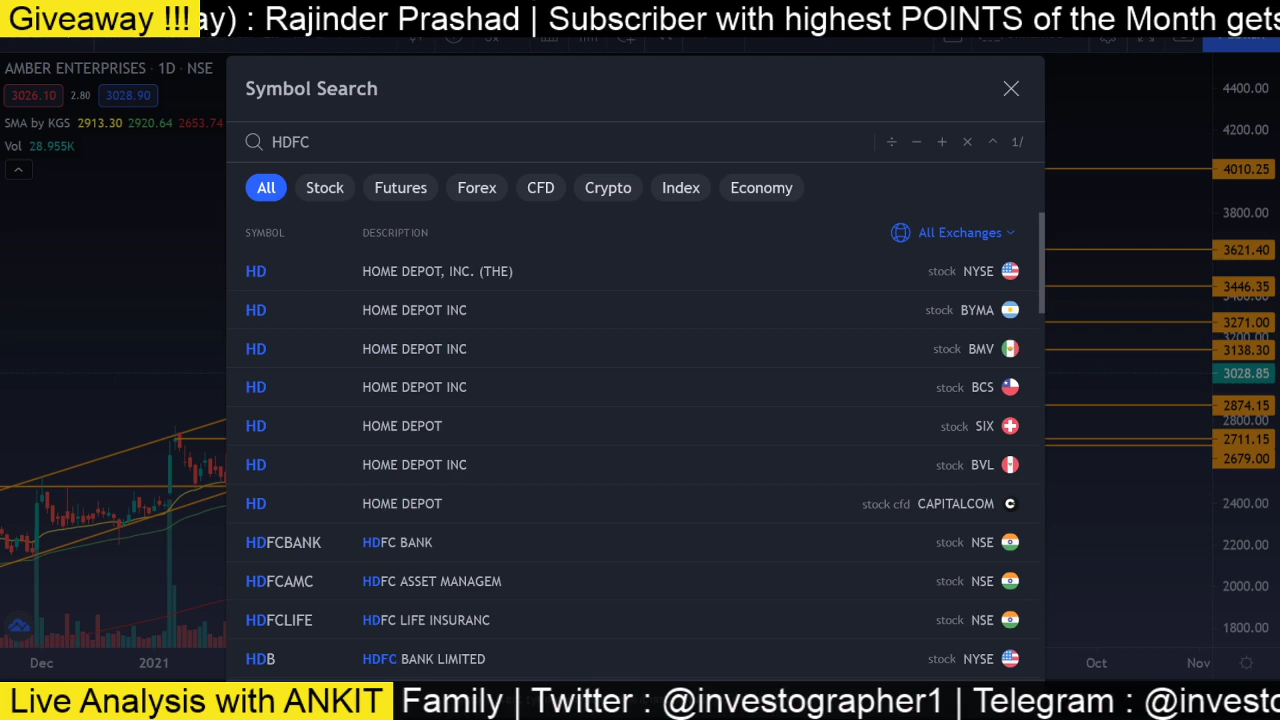 Giveaway !!! ay) : Rajinder Prashad | Subscriber with highest POINTS of the Month gets
AMBER ENTERPRISES · 1D · NSE
3026.10 2.80 3028.90
SMA by KGS 2913.30 2920.64 2653.74
Vol 28.955K
Symbol Search
HDFC ÷ − + × ^ 1/
All Stock Futures Forex CFD Crypto Index Economy
SYMBOL DESCRIPTION All Exchanges
HD HOME DEPOT, INC. (THE) stock NYSE
HD HOME DEPOT INC stock BYMA
HD HOME DEPOT INC stock BMV
HD HOME DEPOT INC stock BCS
HD HOME DEPOT stock SIX
HD HOME DEPOT INC stock BVL
HD HOME DEPOT stock cfd CAPITALCOM
HDFCBANK HDFC BANK stock NSE
HDFCAMC HDFC ASSET MANAGEM stock NSE
HDFCLIFE HDFC LIFE INSURANC stock NSE
HDB HDFC BANK LIMITED stock NYSE
4400.00
4200.00
4010.25
3800.00
3621.40
3446.35
3400.00
3271.00
3200.00
3138.30
3028.85
2874.15
2800.00
2711.15
2679.00
2400.00
2200.00
2000.00
1800.00
Dec 2021 Oct Nov
Live Analysis with ANKIT Family | Twitter : @investographer1 | Telegram : @investo